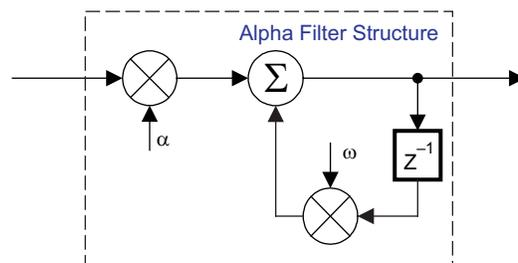 Alpha Filter Structure
Σ
α
ω
Z⁻¹